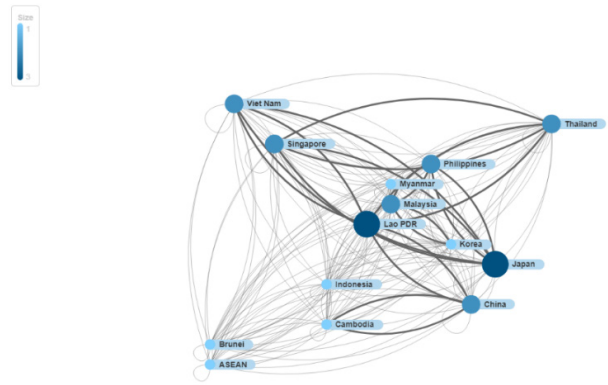 Size
1
3
Viet Nam
Thailand
Singapore
Philippines
Myanmar
Malaysia
Lao PDR
Korea
Japan
Indonesia
China
Cambodia
Brunei
ASEAN